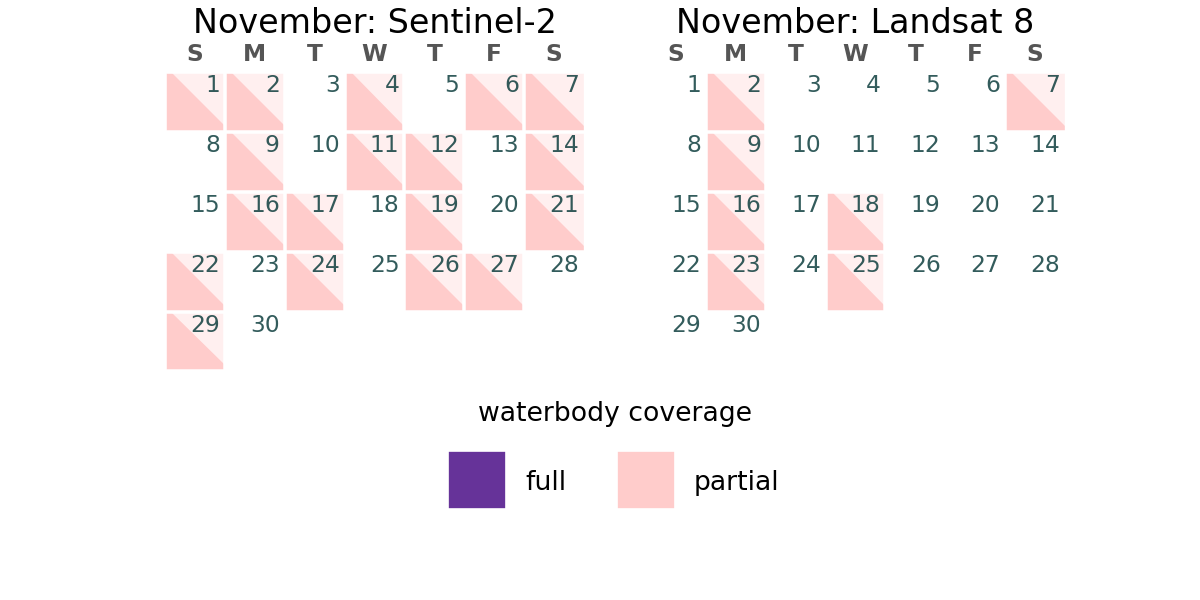 November: Sentinel-2
S M T W T F S
1 2 3 4 5 6 7
8 9 10 11 12 13 14
15 16 17 18 19 20 21
22 23 24 25 26 27 28
29 30
November: Landsat 8
S M T W T F S
1 2 3 4 5 6 7
8 9 10 11 12 13 14
15 16 17 18 19 20 21
22 23 24 25 26 27 28
29 30
waterbody coverage
full partial